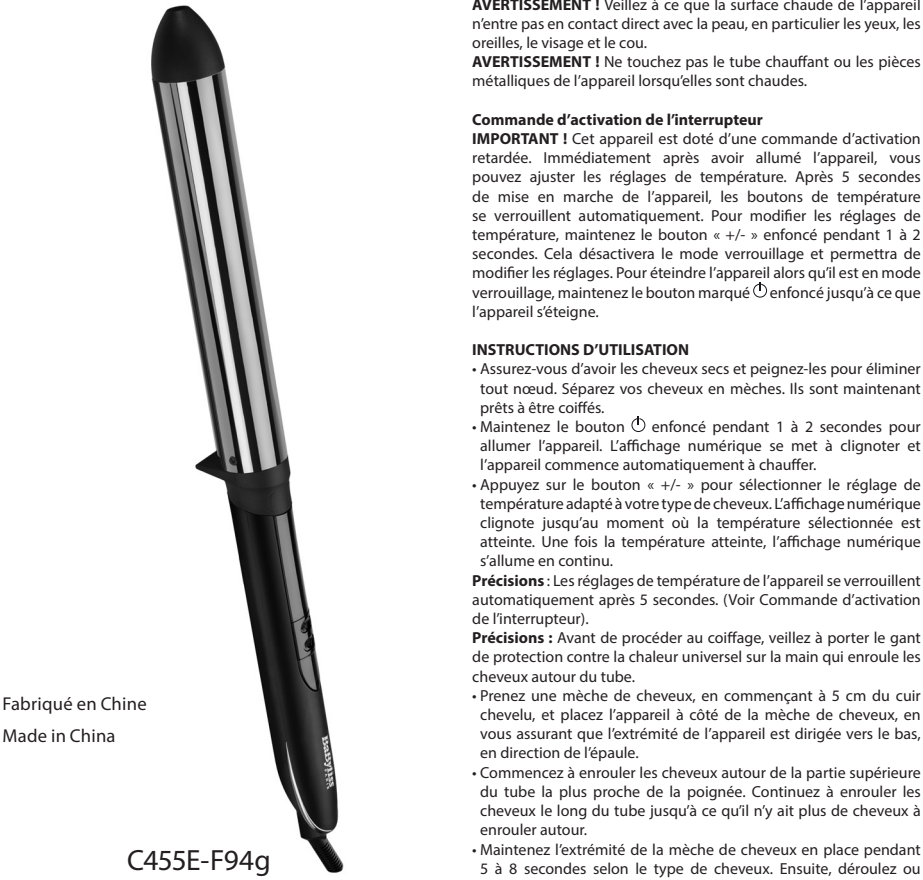 Fabriqué en Chine
Made in China
BaByliss
PARIS
C455E-F94g
AVERTISSEMENT ! Veillez à ce que la surface chaude de l'appareil
n'entre pas en contact direct avec la peau, en particulier les yeux, les
oreilles, le visage et le cou.
AVERTISSEMENT ! Ne touchez pas le tube chauffant ou les pièces
métalliques de l'appareil lorsqu'elles sont chaudes.
Commande d'activation de l'interrupteur
IMPORTANT ! Cet appareil est doté d'une commande d'activation
retardée. Immédiatement après avoir allumé l'appareil, vous
pouvez ajuster les réglages de température. Après 5 secondes
de mise en marche de l'appareil, les boutons de température
se verrouillent automatiquement. Pour modifier les réglages de
température, maintenez le bouton « +/- » enfoncé pendant 1 à 2
secondes. Cela désactivera le mode verrouillage et permettra de
modifier les réglages. Pour éteindre l'appareil alors qu'il est en mode
verrouillage, maintenez le bouton marqué enfoncé jusqu'à ce que
l'appareil s'éteigne.
INSTRUCTIONS D'UTILISATION
• Assurez-vous d'avoir les cheveux secs et peignez-les pour éliminer
tout nœud. Séparez vos cheveux en mèches. Ils sont maintenant
prêts à être coiffés.
• Maintenez le bouton enfoncé pendant 1 à 2 secondes pour
allumer l'appareil. L'affichage numérique se met à clignoter et
l'appareil commence automatiquement à chauffer.
• Appuyez sur le bouton « +/- » pour sélectionner le réglage de
température adapté à votre type de cheveux. L'affichage numérique
clignote jusqu'au moment où la température sélectionnée est
atteinte. Une fois la température atteinte, l'affichage numérique
s'allume en continu.
Précisions : Les réglages de température de l'appareil se verrouillent
automatiquement après 5 secondes. (Voir Commande d'activation
de l'interrupteur).
Précisions : Avant de procéder au coiffage, veillez à porter le gant
de protection contre la chaleur universel sur la main qui enroule les
cheveux autour du tube.
• Prenez une mèche de cheveux, en commençant à 5 cm du cuir
chevelu, et placez l'appareil à côté de la mèche de cheveux, en
vous assurant que l'extrémité de l'appareil est dirigée vers le bas,
en direction de l'épaule.
• Commencez à enrouler les cheveux autour de la partie supérieure
du tube la plus proche de la poignée. Continuez à enrouler les
cheveux le long du tube jusqu'à ce qu'il n'y ait plus de cheveux à
enrouler autour.
• Maintenez l'extrémité de la mèche de cheveux en place pendant
5 à 8 secondes selon le type de cheveux. Ensuite, déroulez ou